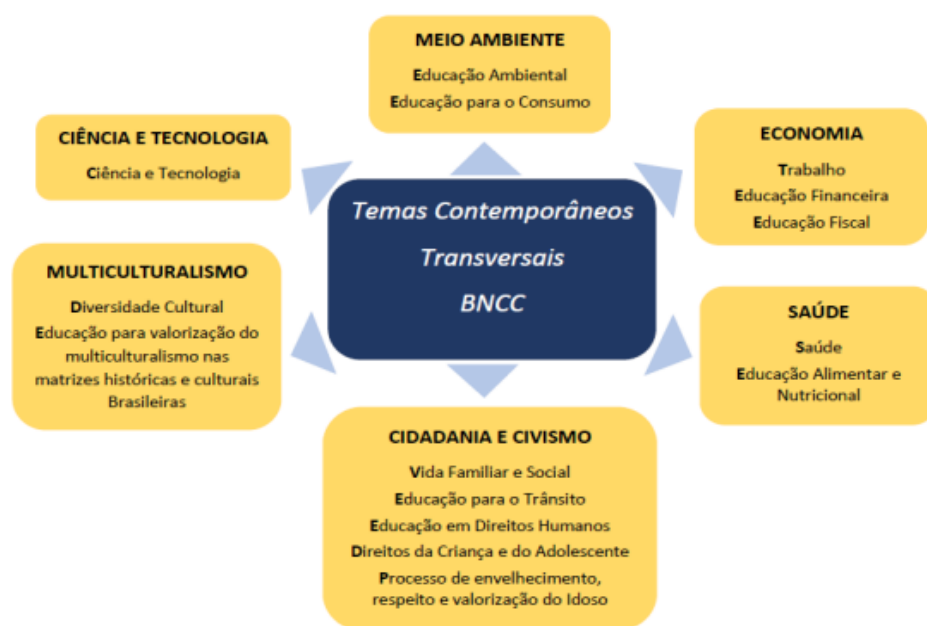 MEIO AMBIENTE
Educação Ambiental
Educação para o Consumo
CIÊNCIA E TECNOLOGIA
Ciência e Tecnologia
ECONOMIA
Trabalho
Educação Financeira
Educação Fiscal
Temas Contemporâneos
Transversais
BNCC
MULTICULTURALISMO
Diversidade Cultural
Educação para valorização do
multiculturalismo nas
matrizes históricas e culturais
Brasileiras
SAÚDE
Saúde
Educação Alimentar e
Nutricional
CIDADANIA E CIVISMO
Vida Familiar e Social
Educação para o Trânsito
Educação em Direitos Humanos
Direitos da Criança e do Adolescente
Processo de envelhecimento,
respeito e valorização do Idoso